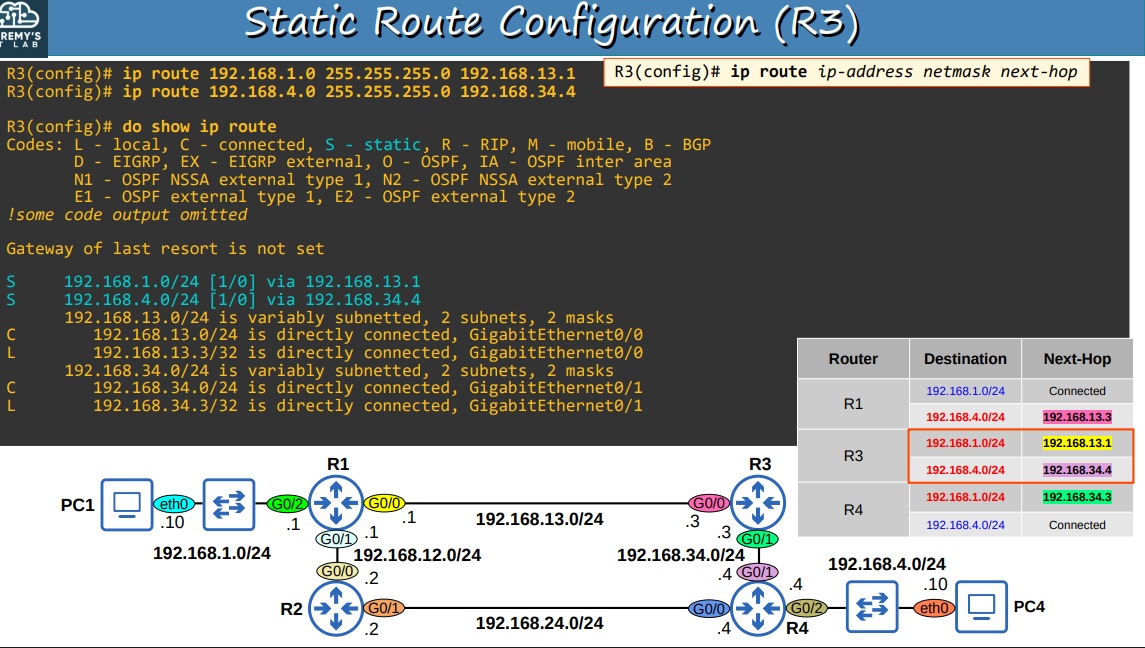 Static Route Configuration (R3)
REMY'S
T LAB
R3(config)# ip route 192.168.1.0 255.255.255.0 192.168.13.1
R3(config)# ip route 192.168.4.0 255.255.255.0 192.168.34.4
R3(config)# ip route ip-address netmask next-hop
R3(config)# do show ip route
Codes: L - local, C - connected, S - static, R - RIP, M - mobile, B - BGP
D - EIGRP, EX - EIGRP external, O - OSPF, IA - OSPF inter area
N1 - OSPF NSSA external type 1, N2 - OSPF NSSA external type 2
E1 - OSPF external type 1, E2 - OSPF external type 2
!some code output omitted
Gateway of last resort is not set
S 192.168.1.0/24 [1/0] via 192.168.13.1
S 192.168.4.0/24 [1/0] via 192.168.34.4
192.168.13.0/24 is variably subnetted, 2 subnets, 2 masks
C 192.168.13.0/24 is directly connected, GigabitEthernet0/0
L 192.168.13.3/32 is directly connected, GigabitEthernet0/0
192.168.34.0/24 is variably subnetted, 2 subnets, 2 masks
C 192.168.34.0/24 is directly connected, GigabitEthernet0/1
L 192.168.34.3/32 is directly connected, GigabitEthernet0/1
Router Destination Next-Hop
R1 192.168.1.0/24 Connected
192.168.4.0/24 192.168.13.3
R3 192.168.1.0/24 192.168.13.1
192.168.4.0/24 192.168.34.4
R4 192.168.1.0/24 192.168.34.3
192.168.4.0/24 Connected
R1 R3
PC1 eth0 G0/2 G0/0 G0/0
.10 .1 .1 192.168.13.0/24 .3
G0/1 .1 .3 G0/1
192.168.1.0/24 192.168.12.0/24 192.168.34.0/24 192.168.4.0/24
G0/0 .2 .4 G0/1 .4 .10
R2 G0/1 G0/0 G0/2 eth0 PC4
.2 192.168.24.0/24 .4 R4